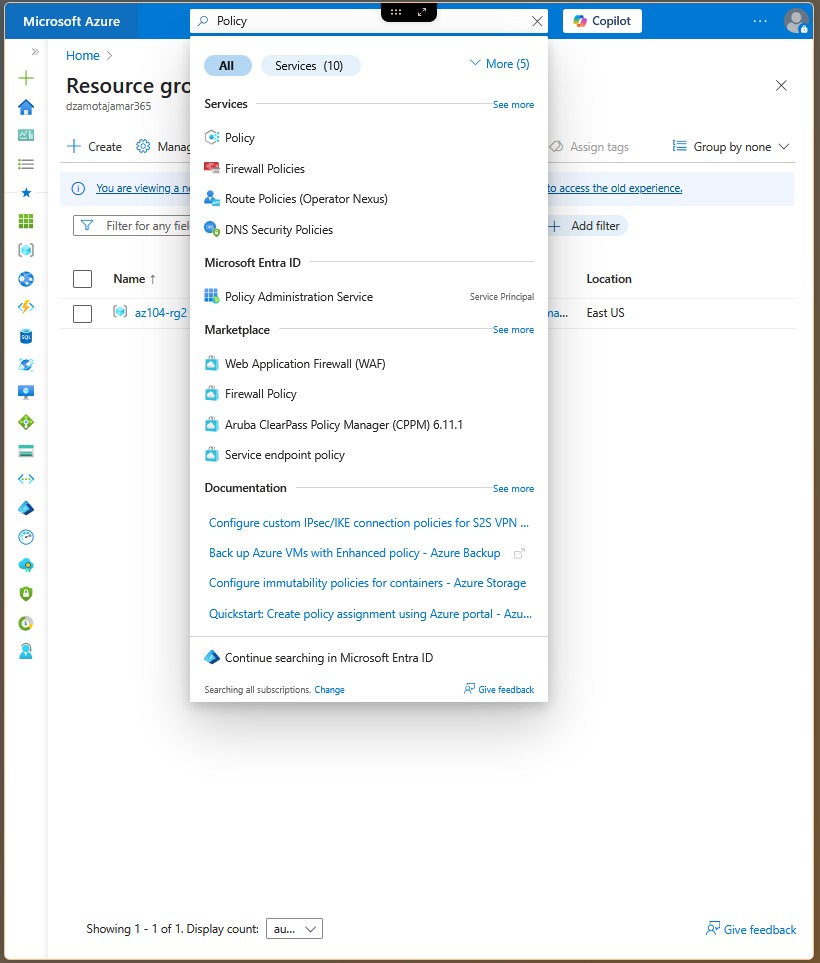 Microsoft Azure
Policy
Copilot
Home
All
Services (10)
More (5)
Resource gro
dzamotajamar365
Services
See more
Create
Manag
Assign tags
Group by none
Policy
Firewall Policies
You are viewing a ne
to access the old experience.
Route Policies (Operator Nexus)
Filter for any fiel
Add filter
DNS Security Policies
Microsoft Entra ID
Name ↑
Location
Policy Administration Service
Service Principal
az104-rg2
ma...
East US
Marketplace
See more
Web Application Firewall (WAF)
Firewall Policy
Aruba ClearPass Policy Manager (CPPM) 6.11.1
Service endpoint policy
Documentation
See more
Configure custom IPsec/IKE connection policies for S2S VPN ...
Back up Azure VMs with Enhanced policy - Azure Backup
Configure immutability policies for containers - Azure Storage
Quickstart: Create policy assignment using Azure portal - Azu...
Continue searching in Microsoft Entra ID
Searching all subscriptions. Change
Give feedback
Showing 1 - 1 of 1. Display count:
au...
Give feedback